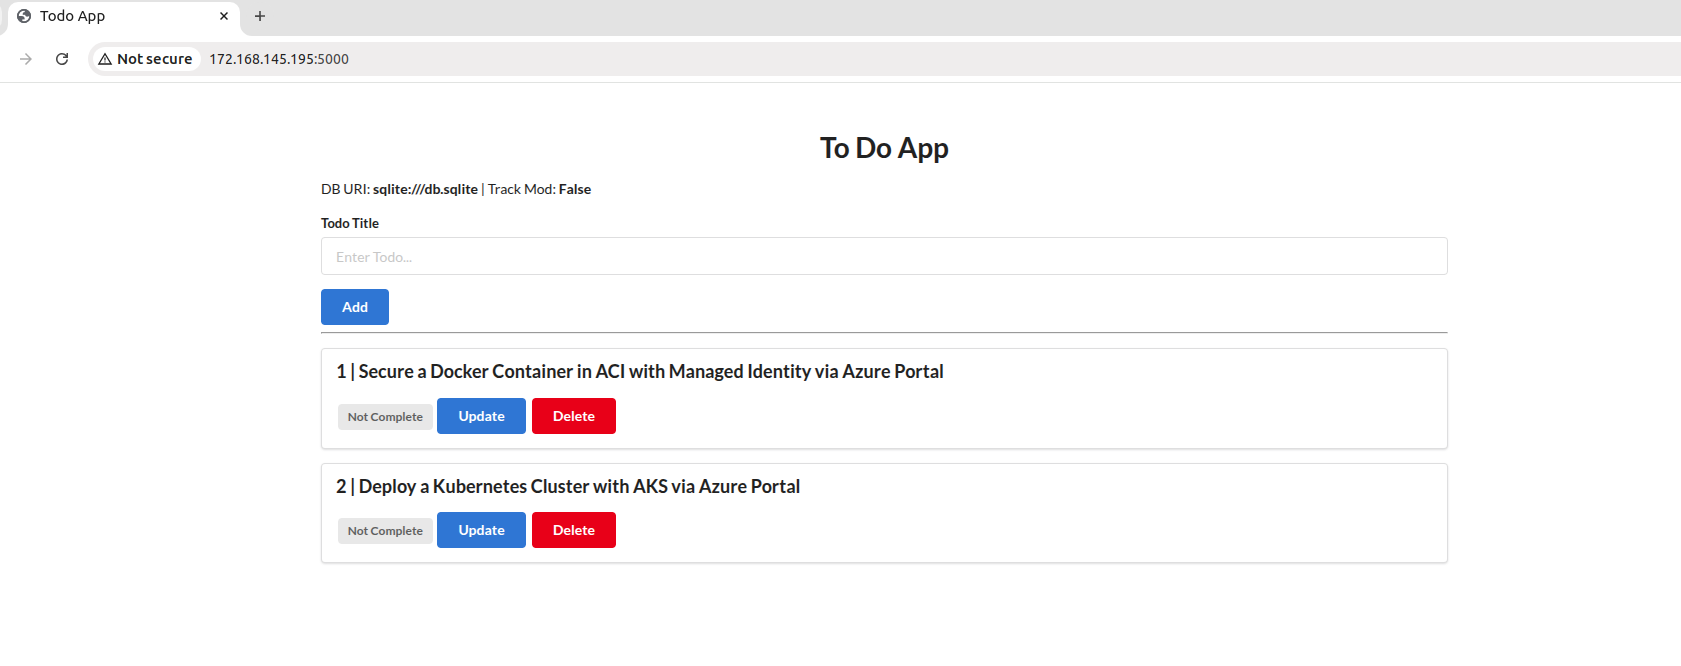 Todo App
Not secure 172.168.145.195:5000
To Do App
DB URI: sqlite:///db.sqlite | Track Mod: False
Todo Title
Enter Todo...
Add
1 | Secure a Docker Container in ACI with Managed Identity via Azure Portal
Not Complete Update Delete
2 | Deploy a Kubernetes Cluster with AKS via Azure Portal
Not Complete Update Delete